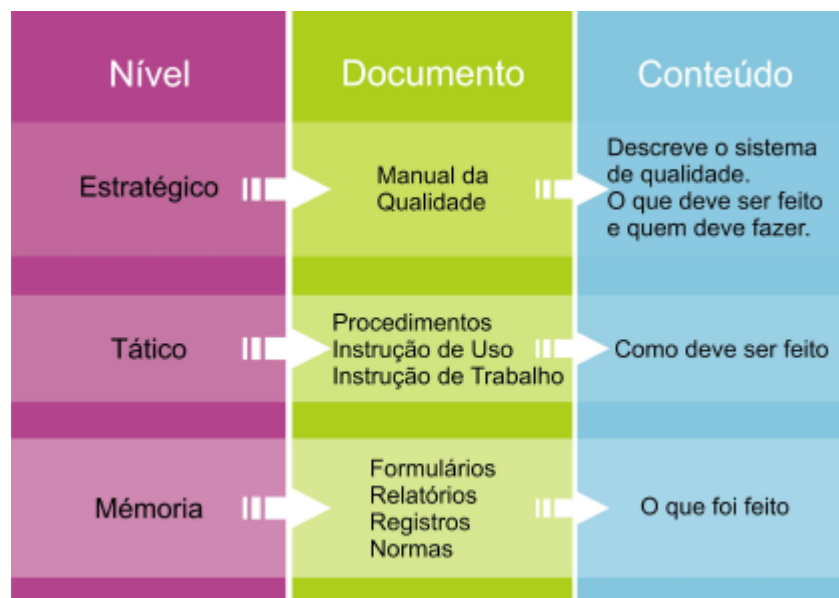 Nível
Documento
Conteúdo
Estratégico
Manual da
Qualidade
Descreve o sistema
de qualidade.
O que deve ser feito
e quem deve fazer.
Tático
Procedimentos
Instrução de Uso
Instrução de Trabalho
Como deve ser feito
Mémoria
Formulários
Relatórios
Registros
Normas
O que foi feito